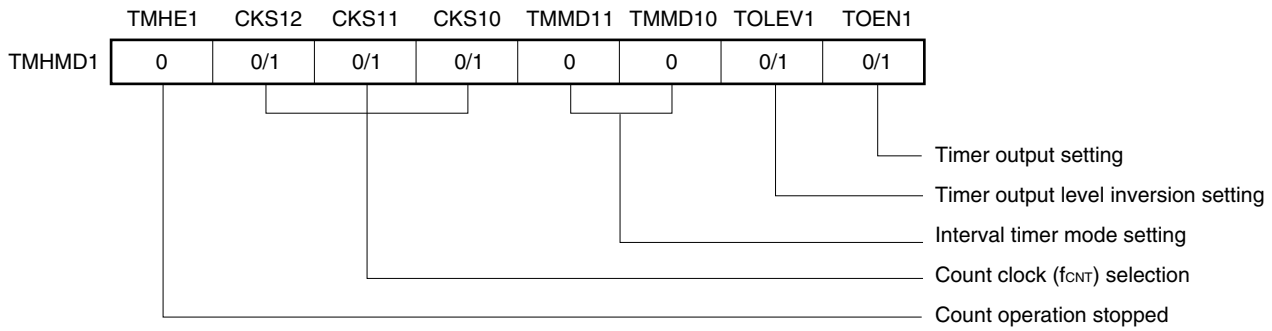 TMHE1 CKS12 CKS11 CKS10 TMMD11 TMMD10 TOLEV1 TOEN1
TMHMD1 0 0/1 0/1 0/1 0 0 0/1 0/1
Timer output setting
Timer output level inversion setting
Interval timer mode setting
Count clock (fCNT) selection
Count operation stopped